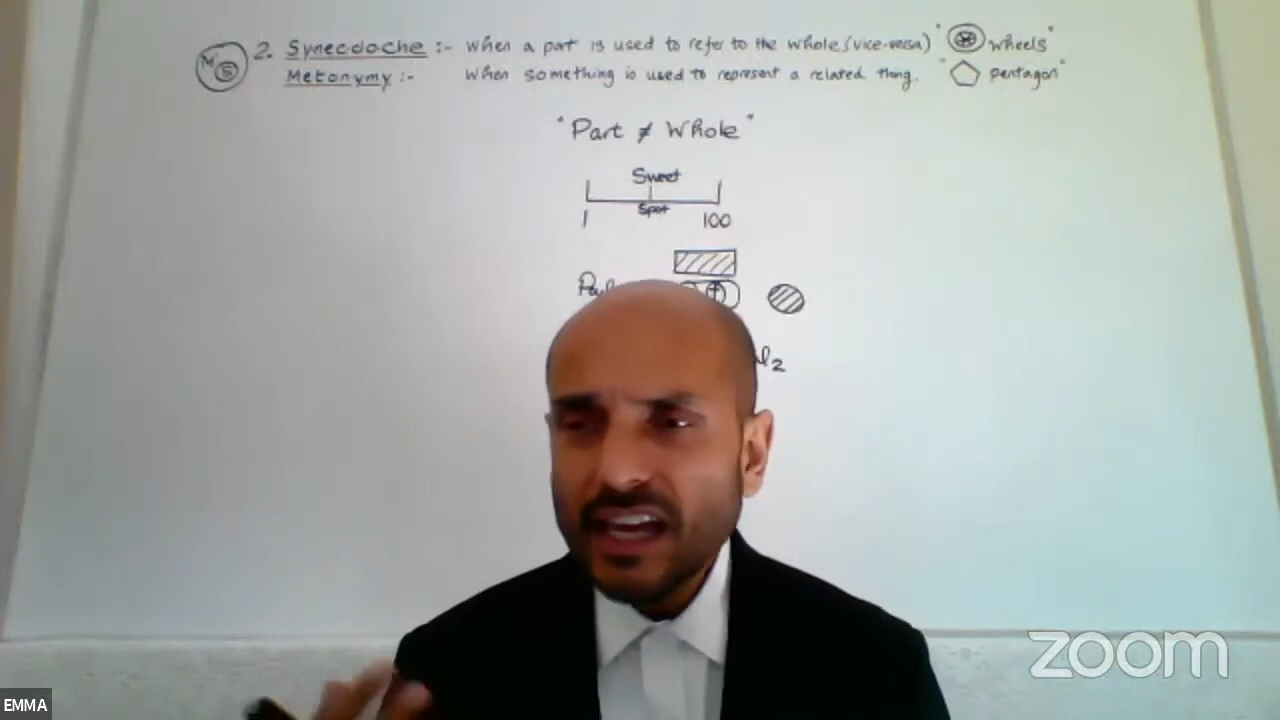 2. Synecdoche :- When a part is used to refer to the whole (vice-versa) " wheels"
M S Metonymy :- When something is used to represent a related thing. " pentagon"
"Part ≠ Whole"
Sweet
Spot
1 100
2
zoom
EMMA